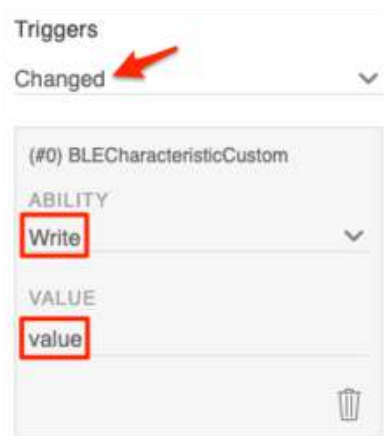 Triggers
Changed
(#0) BLECharacteristicCustom
ABILITY
Write
VALUE
value